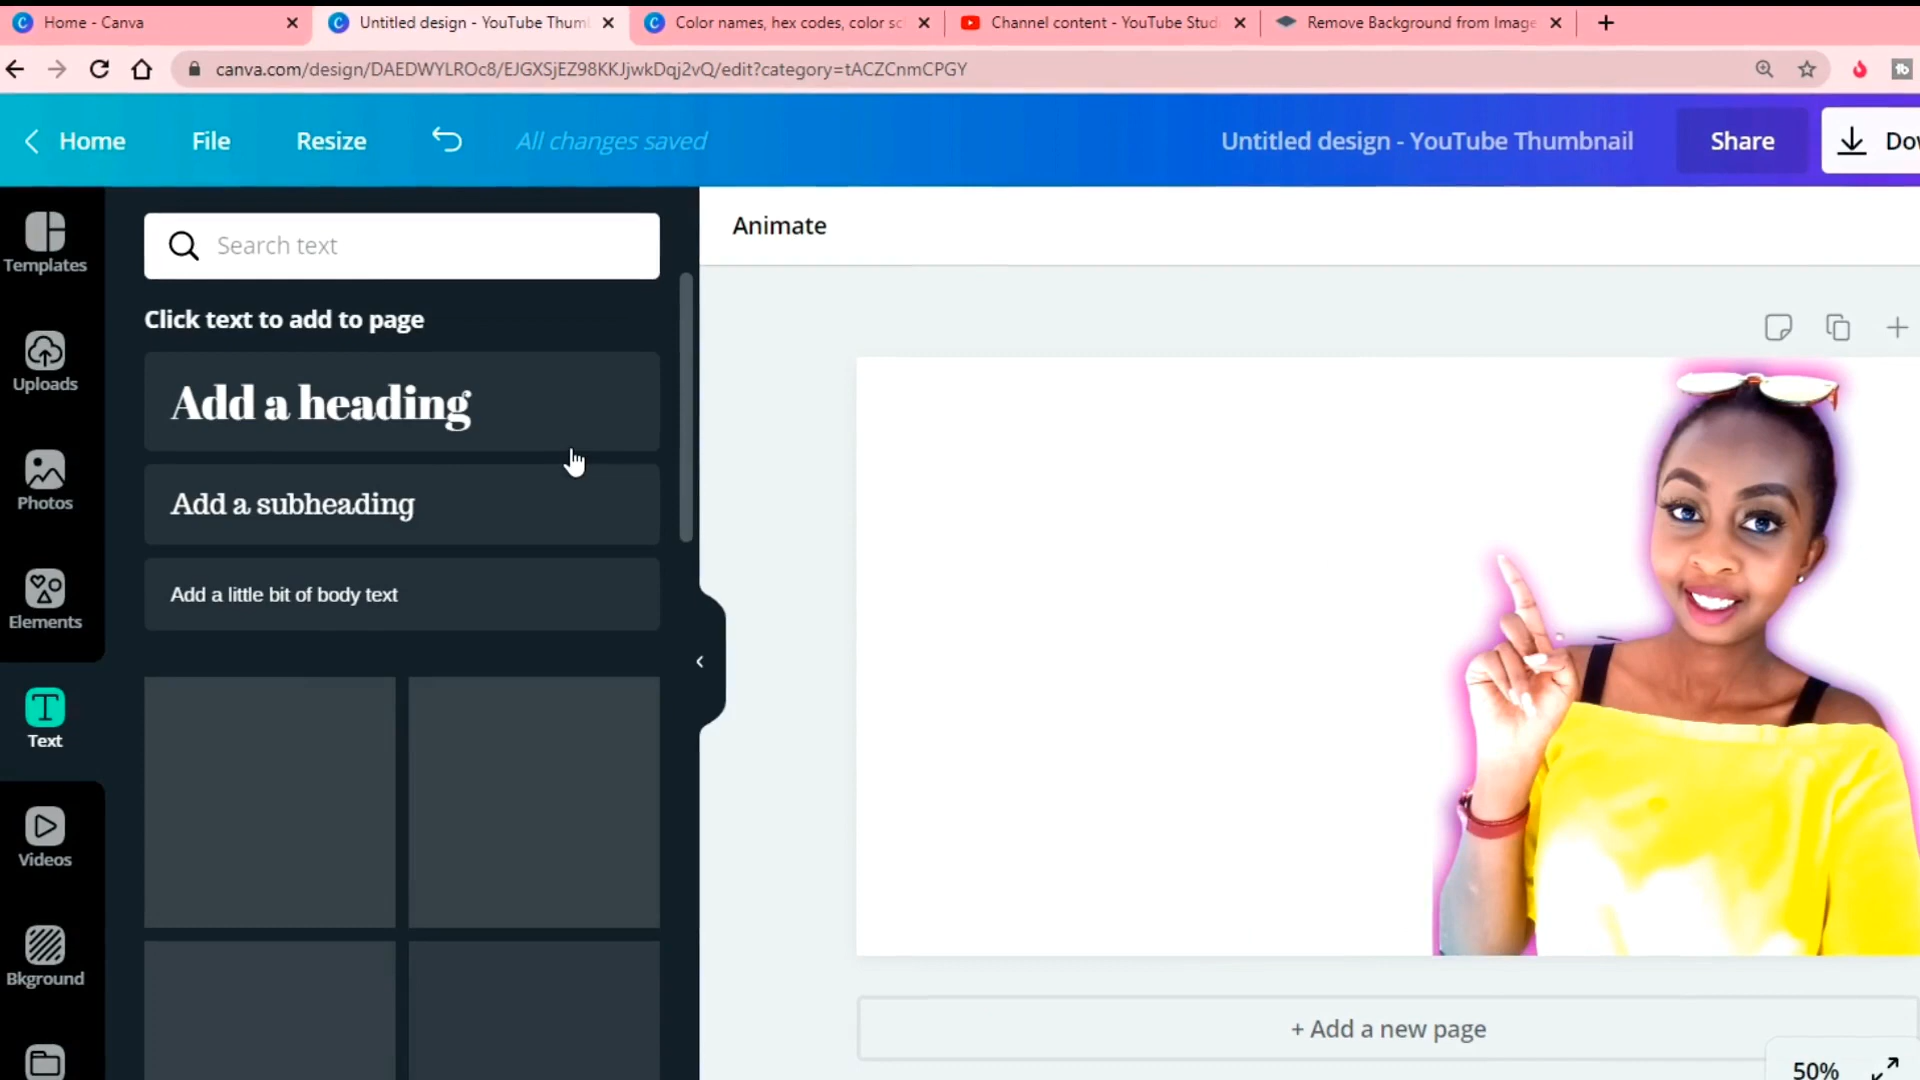 Home - Canva
Untitled design - YouTube Thum
Color names, hex codes, color sc
Channel content - YouTube Stud
Remove Background from Image
canva.com/design/DAEDWYLROc8/EJGXSjEZ98KKJjwkDqj2vQ/edit?category=tACZCnmCPGY
Home
File
Resize
All changes saved
Untitled design - YouTube Thumbnail
Share
Dov
Templates
Uploads
Photos
Elements
Text
Videos
Bkground
Search text
Click text to add to page
Add a heading
Add a subheading
Add a little bit of body text
Animate
+ Add a new page
50%